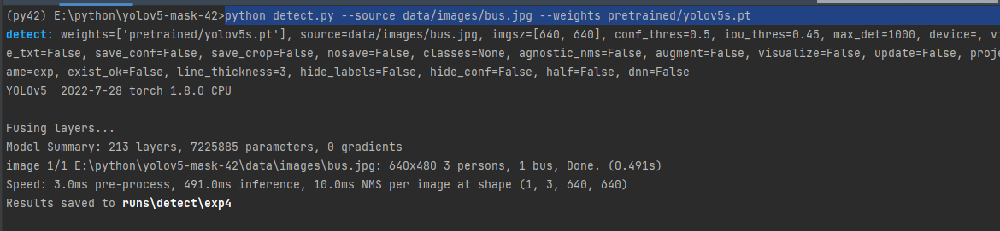 (py42) E:\python\yolov5-mask-42>python detect.py --source data/images/bus.jpg --weights pretrained/yolov5s.pt
detect: weights=['pretrained/yolov5s.pt'], source=data/images/bus.jpg, imgsz=[640, 640], conf_thres=0.5, iou_thres=0.45, max_det=1000, device=,
e_txt=False, save_conf=False, save_crop=False, nosave=False, classes=None, agnostic_nms=False, augment=False, visualize=False, update=False, proje
ame=exp, exist_ok=False, line_thickness=3, hide_labels=False, hide_conf=False, half=False, dnn=False
YOLOv5  2022-7-28 torch 1.8.0 CPU
Fusing layers...
Model Summary: 213 layers, 7225885 parameters, 0 gradients
image 1/1 E:\python\yolov5-mask-42\data\images\bus.jpg: 640x480 3 persons, 1 bus, Done. (0.491s)
Speed: 3.0ms pre-process, 491.0ms inference, 10.0ms NMS per image at shape (1, 3, 640, 640)
Results saved to runs\detect\exp4